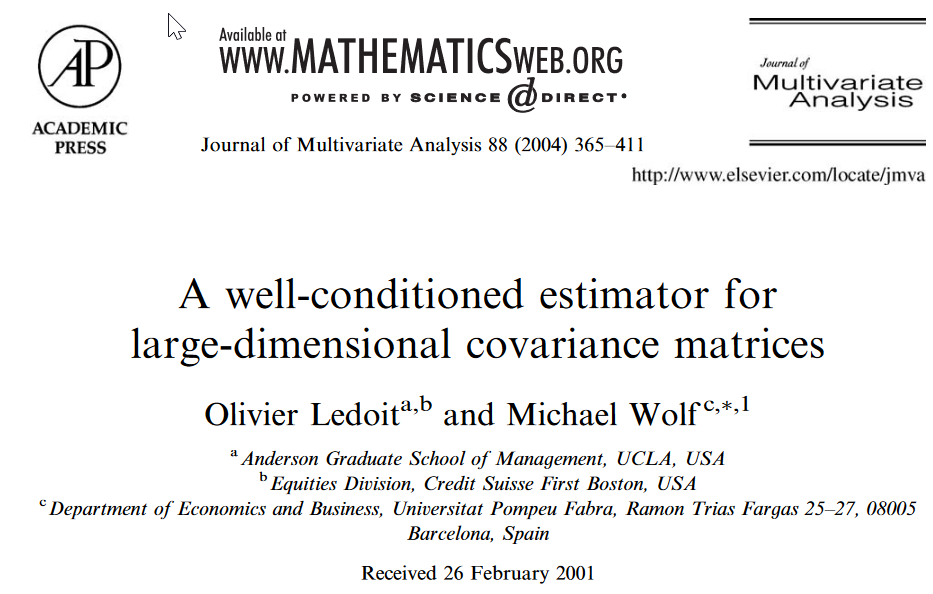 AP
ACADEMIC
PRESS
Available at
WWW.MATHEMATICSWEB.ORG
POWERED BY SCIENCE @ DIRECT•
Journal of Multivariate Analysis 88 (2004) 365–411
Journal of
Multivariate
Analysis
http://www.elsevier.com/locate/jmva
A well-conditioned estimator for
large-dimensional covariance matrices
Olivier Ledoit^a,b and Michael Wolf^c,*,1
^a Anderson Graduate School of Management, UCLA, USA
^b Equities Division, Credit Suisse First Boston, USA
^c Department of Economics and Business, Universitat Pompeu Fabra, Ramon Trias Fargas 25–27, 08005
Barcelona, Spain
Received 26 February 2001